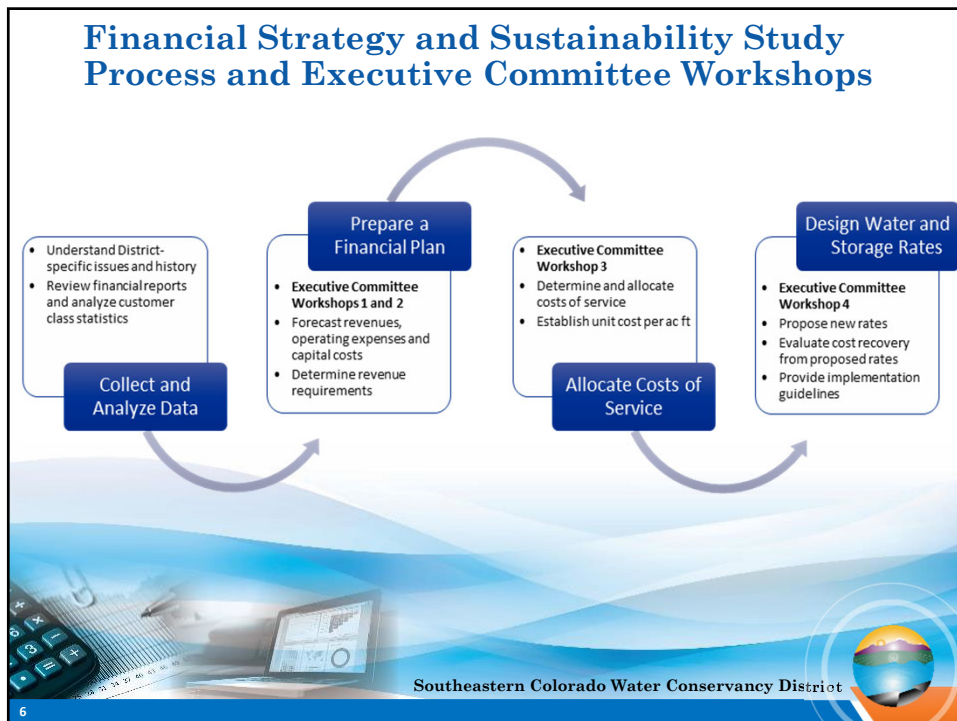 Financial Strategy and Sustainability Study
Process and Executive Committee Workshops
• Understand District-
specific issues and history
• Review financial reports
and analyze customer
class statistics
Collect and
Analyze Data
Prepare a
Financial Plan
• Executive Committee
Workshops 1 and 2
• Forecast revenues,
operating expenses and
capital costs
• Determine revenue
requirements
• Executive Committee
Workshop 3
• Determine and allocate
costs of service
• Establish unit cost per ac ft
Allocate Costs of
Service
Design Water and
Storage Rates
• Executive Committee
Workshop 4
• Propose new rates
• Evaluate cost recovery
from proposed rates
• Provide implementation
guidelines
Southeastern Colorado Water Conservancy District
6